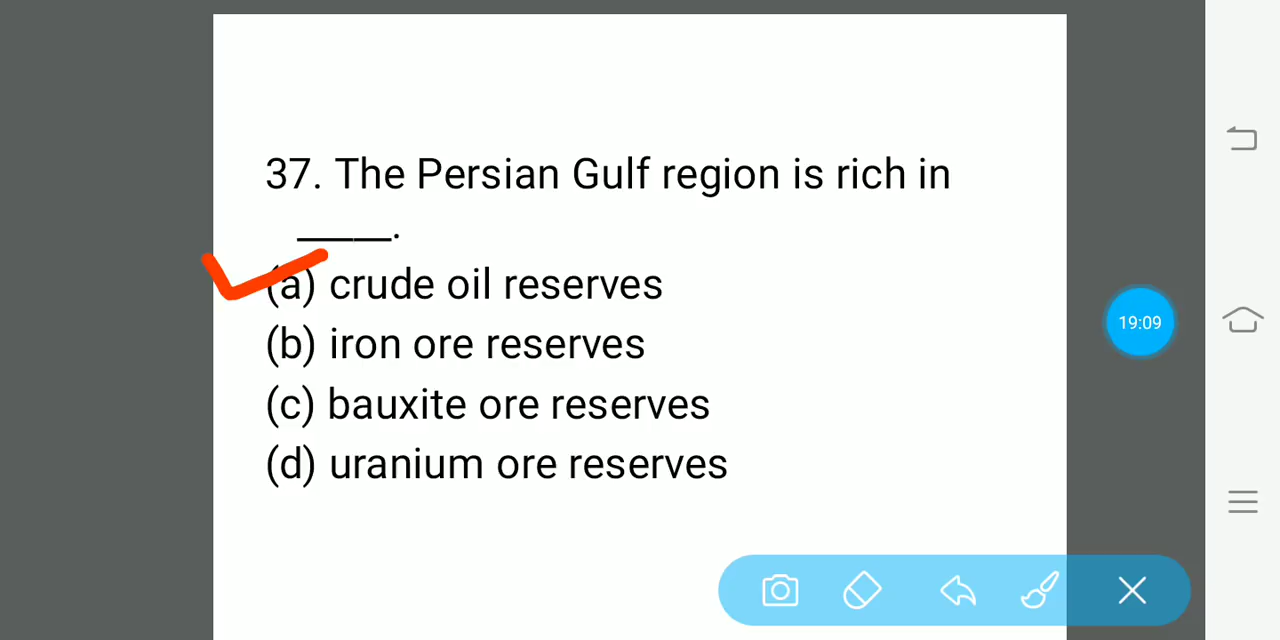 37. The Persian Gulf region is rich in
_____.
(a) crude oil reserves
(b) iron ore reserves
(c) bauxite ore reserves
(d) uranium ore reserves
19:09